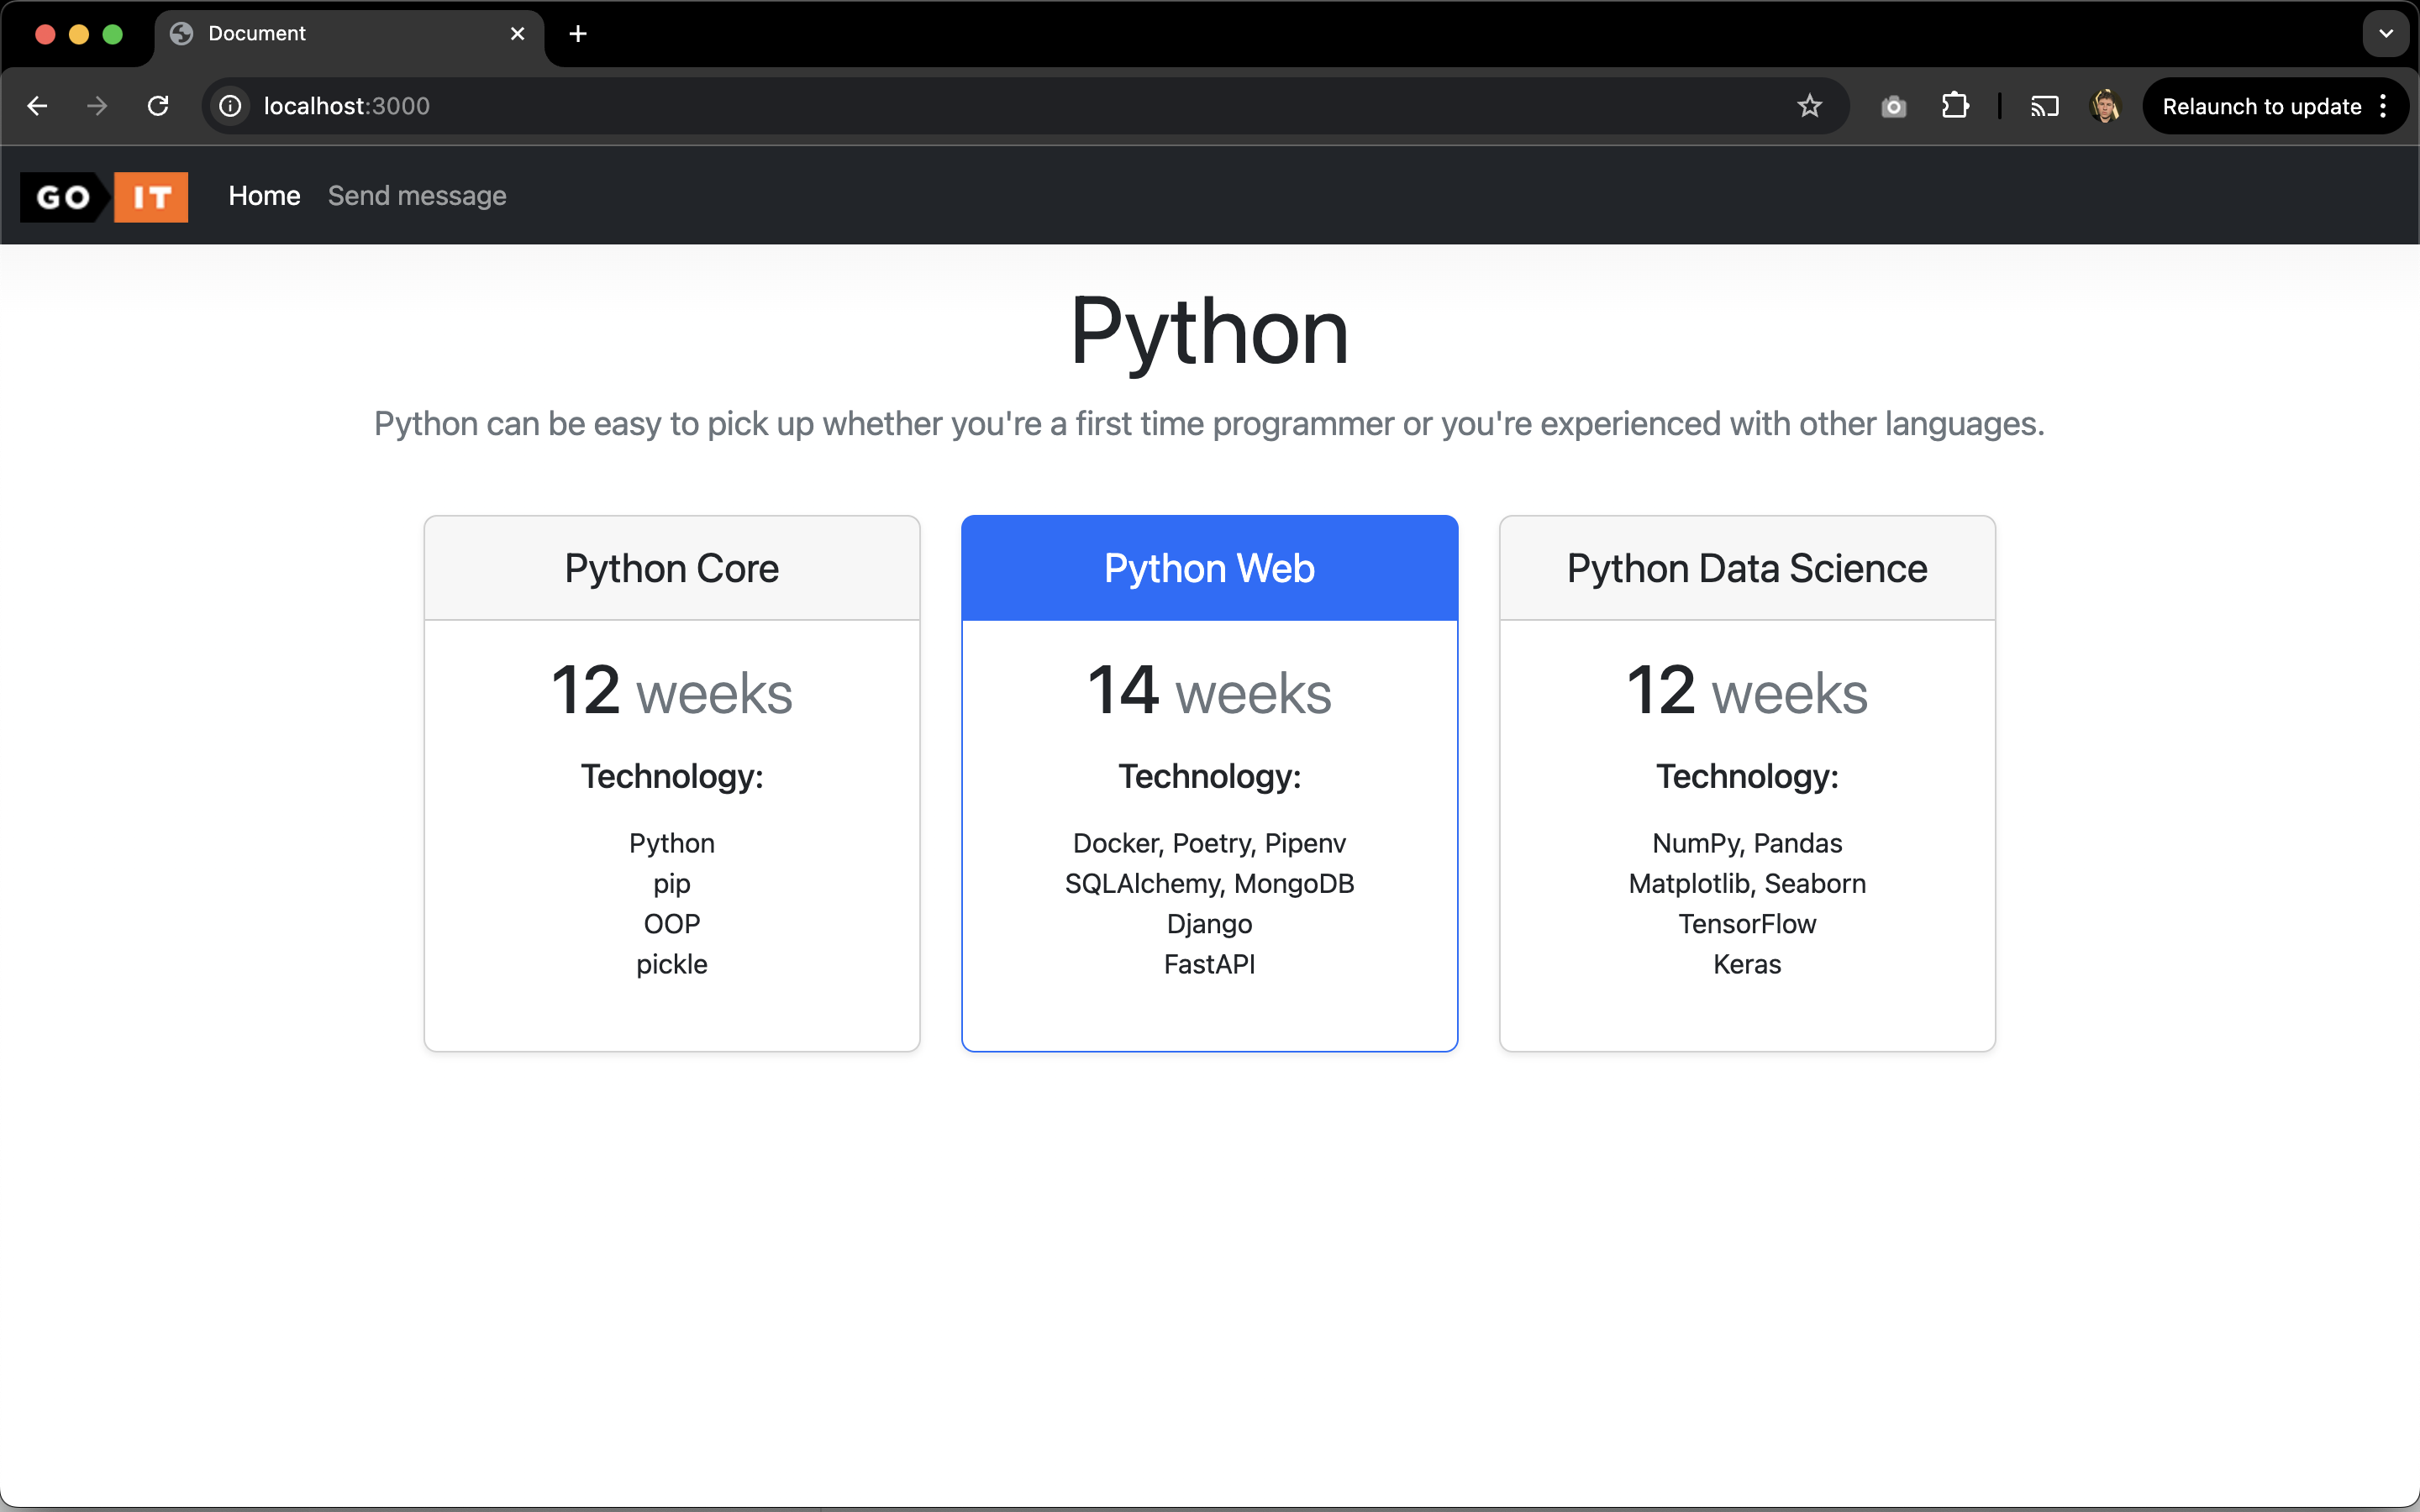 Document
localhost:3000
Relaunch to update
GO IT
Home Send message
Python
Python can be easy to pick up whether you're a first time programmer or you're experienced with other languages.
Python Core
12 weeks
Technology:
Python
pip
OOP
pickle
Python Web
14 weeks
Technology:
Docker, Poetry, Pipenv
SQLAlchemy, MongoDB
Django
FastAPI
Python Data Science
12 weeks
Technology:
NumPy, Pandas
Matplotlib, Seaborn
TensorFlow
Keras